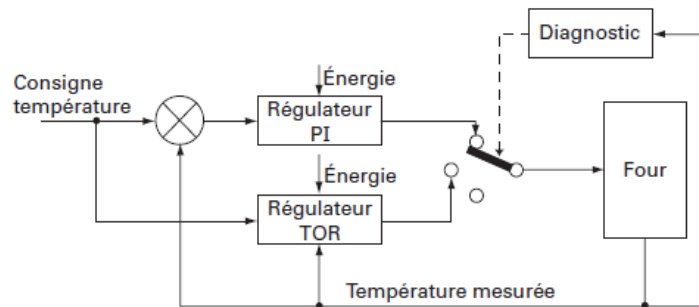 Diagnostic
Consigne
température
Énergie
Régulateur
PI
Énergie
Régulateur
TOR
Four
Température mesurée